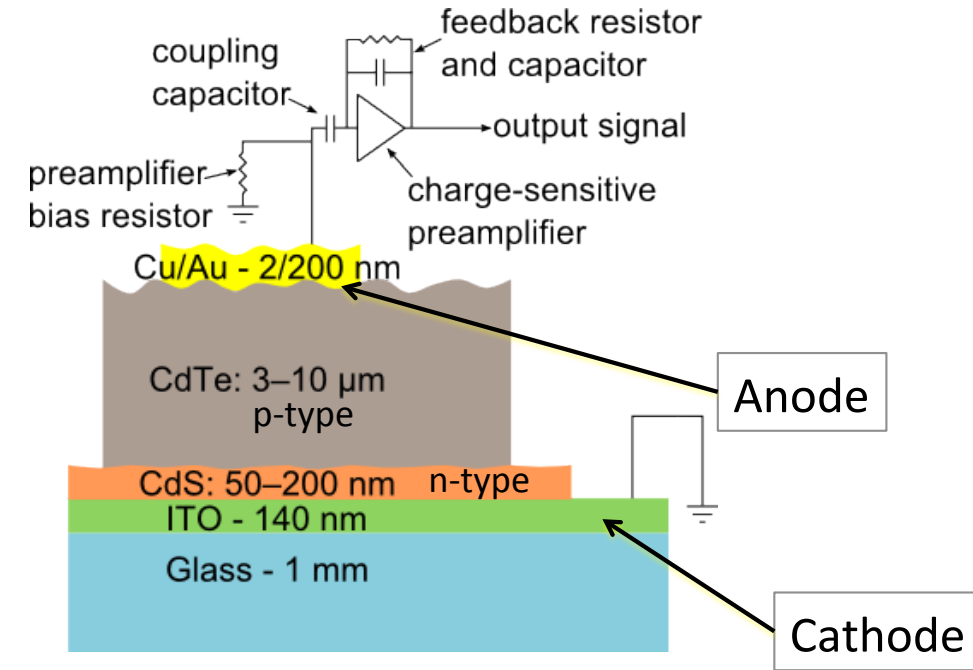 feedback resistor
and capacitor
coupling
capacitor
output signal
preamplifier
bias resistor
charge-sensitive
preamplifier
Cu/Au - 2/200 nm
CdTe: 3–10 µm
p-type
Anode
CdS: 50–200 nm n-type
ITO - 140 nm
Glass - 1 mm
Cathode